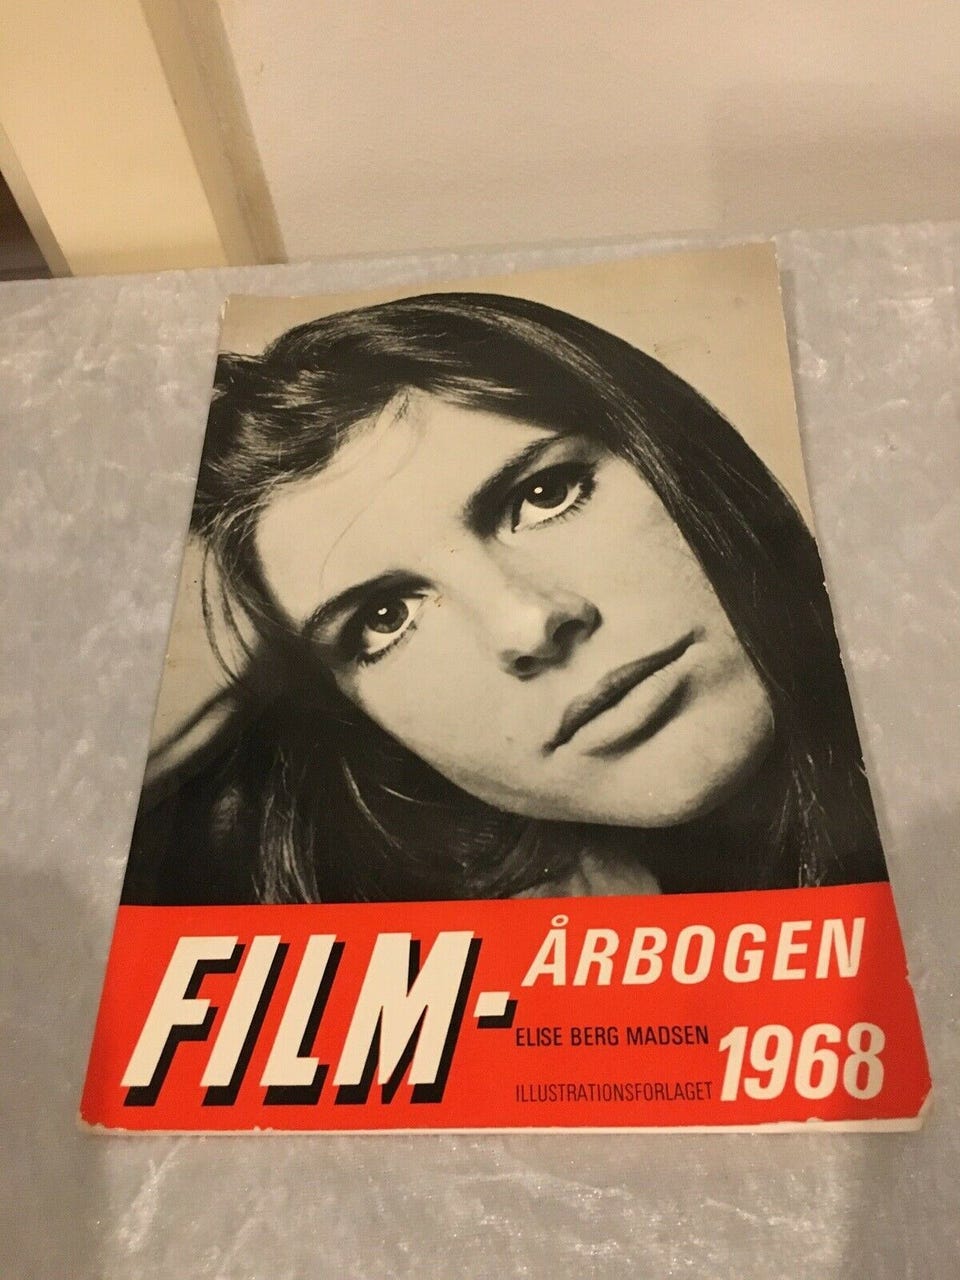 FILM-
ÅRBOGEN
ELISE BERG MADSEN
1968
ILLUSTRATIONSFORLAGET